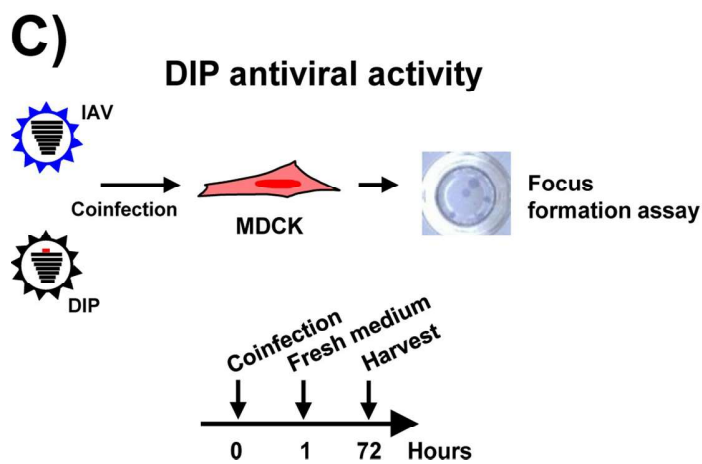 C)
DIP antiviral activity
IAV
Coinfection
DIP
MDCK
Focus
formation assay
Coinfection
Fresh medium
Harvest
0 1 72 Hours